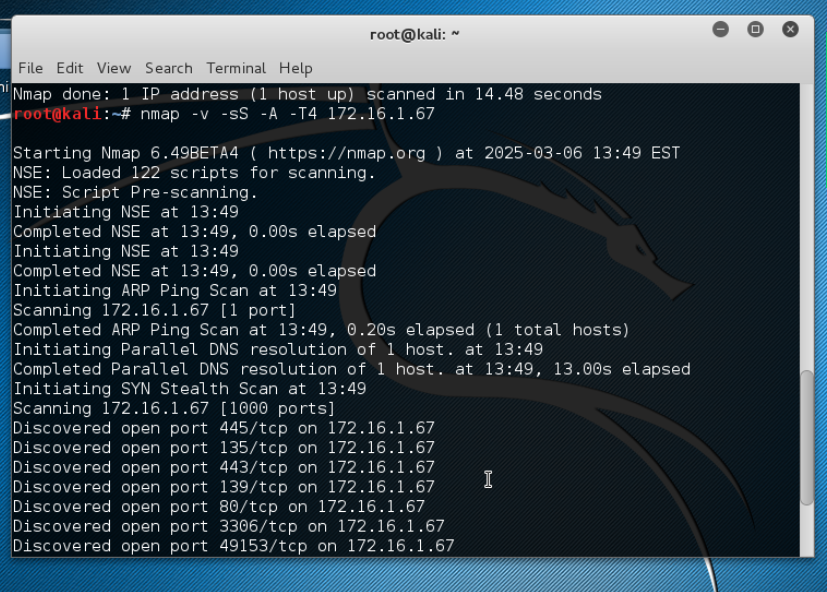 root@kali: ~
File Edit View Search Terminal Help
Nmap done: 1 IP address (1 host up) scanned in 14.48 seconds
root@kali:~# nmap -v -sS -A -T4 172.16.1.67
Starting Nmap 6.49BETA4 ( https://nmap.org ) at 2025-03-06 13:49 EST
NSE: Loaded 122 scripts for scanning.
NSE: Script Pre-scanning.
Initiating NSE at 13:49
Completed NSE at 13:49, 0.00s elapsed
Initiating NSE at 13:49
Completed NSE at 13:49, 0.00s elapsed
Initiating ARP Ping Scan at 13:49
Scanning 172.16.1.67 [1 port]
Completed ARP Ping Scan at 13:49, 0.20s elapsed (1 total hosts)
Initiating Parallel DNS resolution of 1 host. at 13:49
Completed Parallel DNS resolution of 1 host. at 13:49, 13.00s elapsed
Initiating SYN Stealth Scan at 13:49
Scanning 172.16.1.67 [1000 ports]
Discovered open port 445/tcp on 172.16.1.67
Discovered open port 135/tcp on 172.16.1.67
Discovered open port 443/tcp on 172.16.1.67
Discovered open port 139/tcp on 172.16.1.67
Discovered open port 80/tcp on 172.16.1.67
Discovered open port 3306/tcp on 172.16.1.67
Discovered open port 49153/tcp on 172.16.1.67